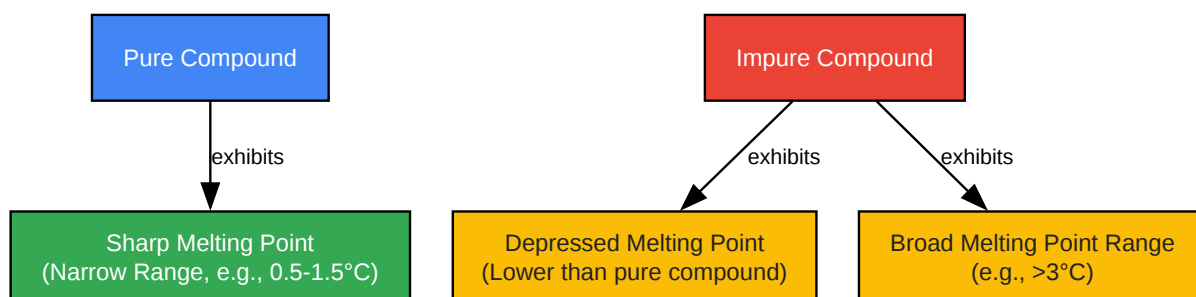 Pure Compound
Impure Compound
exhibits
exhibits
exhibits
Sharp Melting Point
(Narrow Range, e.g., 0.5-1.5°C)
Depressed Melting Point
(Lower than pure compound)
Broad Melting Point Range
(e.g., >3°C)